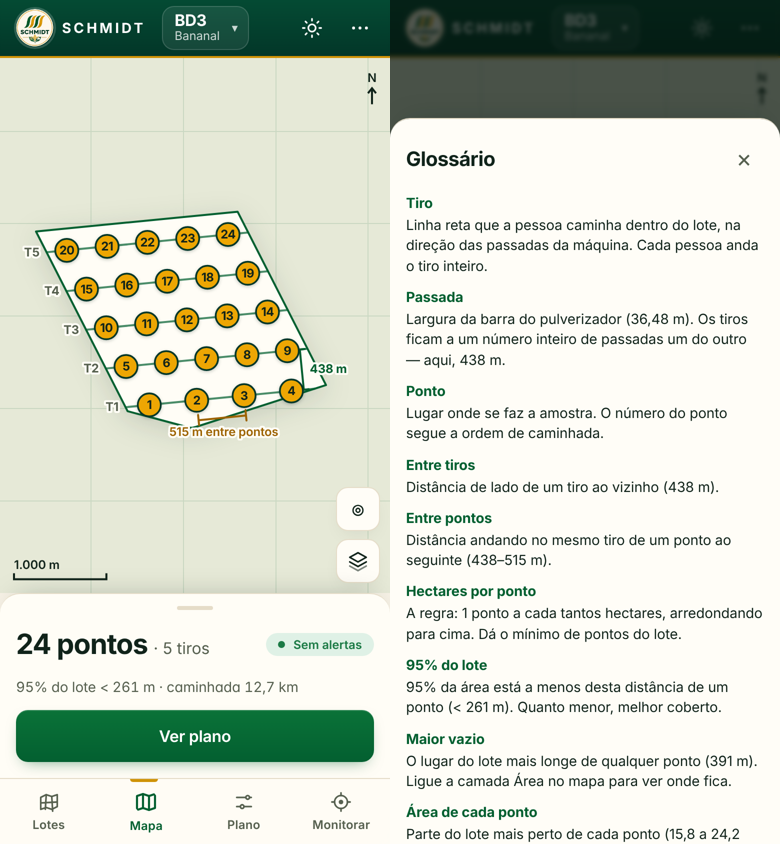 SCHMIDT
SCHMIDT
BD3
Bananal
N
T5
20
21
22
23
24
T4
15
16
17
18
19
T3
10
11
12
13
14
T2
5
6
7
8
9
438 m
T1
1
2
3
4
515 m entre pontos
1.000 m
24 pontos · 5 tiros
Sem alertas
95% do lote < 261 m · caminhada 12,7 km
Ver plano
Lotes
Mapa
Plano
Monitorar
SCHMIDT
BD3
Bananal
N
Glossário
Tiro
Linha reta que a pessoa caminha dentro do lote, na
direção das passadas da máquina. Cada pessoa anda
o tiro inteiro.
Passada
Largura da barra do pulverizador (36,48 m). Os tiros
ficam a um número inteiro de passadas um do outro
— aqui, 438 m.
Ponto
Lugar onde se faz a amostra. O número do ponto
segue a ordem de caminhada.
Entre tiros
Distância de lado de um tiro ao vizinho (438 m).
Entre pontos
Distância andando no mesmo tiro de um ponto ao
seguinte (438–515 m).
Hectares por ponto
A regra: 1 ponto a cada tantos hectares, arredondando
para cima. Dá o mínimo de pontos do lote.
95% do lote
95% da área está a menos desta distância de um
ponto (< 261 m). Quanto menor, melhor coberto.
Maior vazio
O lugar do lote mais longe de qualquer ponto (391 m).
Ligue a camada Área no mapa para ver onde fica.
Área de cada ponto
Parte do lote mais perto de cada ponto (15,8 a 24,2